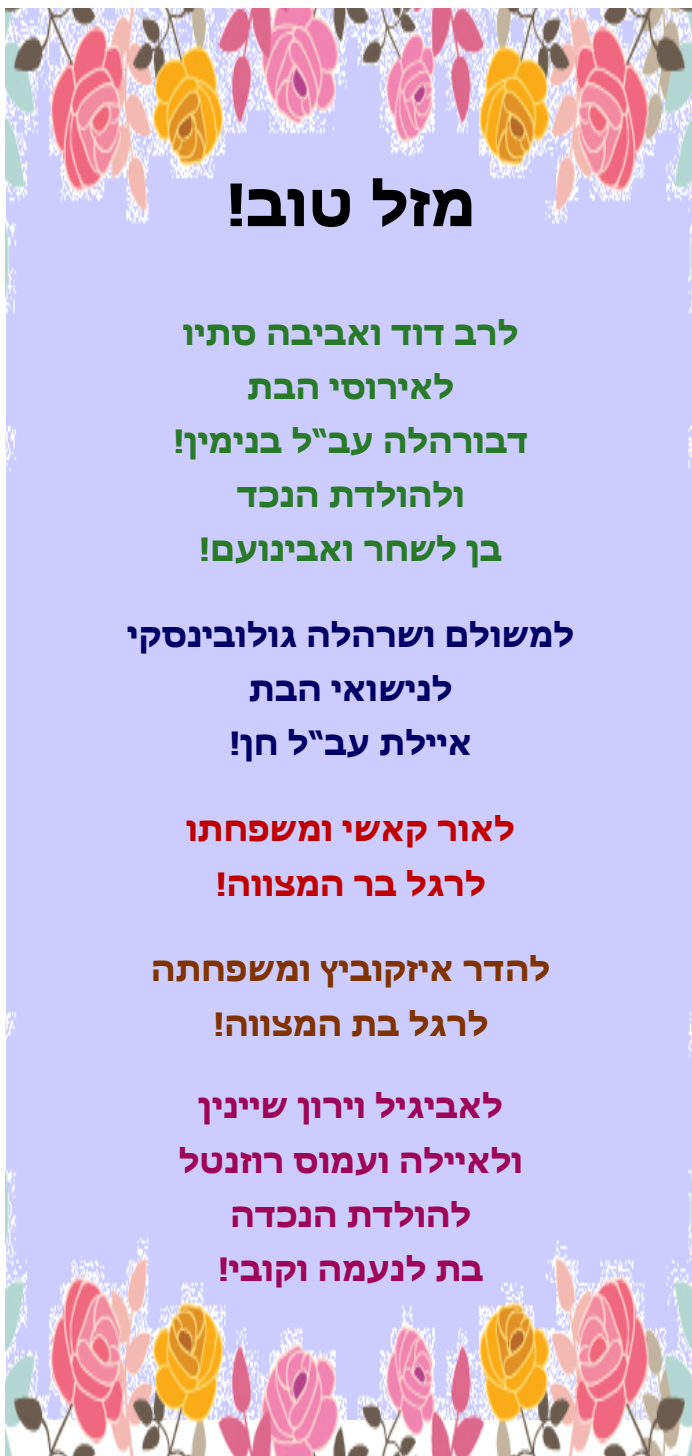 מזל טוב!
לרב דוד ואביבה סתיו
לאירוסי הבת
דבורהלה עב"ל בנימין!
ולהולדת הנכד
בן לשחר ואבינועם!
למשולם ושרהלה גולובינסקי
לנישואי הבת
איילת עב"ל חן!
לאור קאשי ומשפחתו
לרגל בר המצווה!
להדר איזקוביץ ומשפחתה
לרגל בת המצווה!
לאביגיל וירון שיינין
ולאיילה ועמוס רוזנטל
להולדת הנכדה
בת לנעמה וקובי!